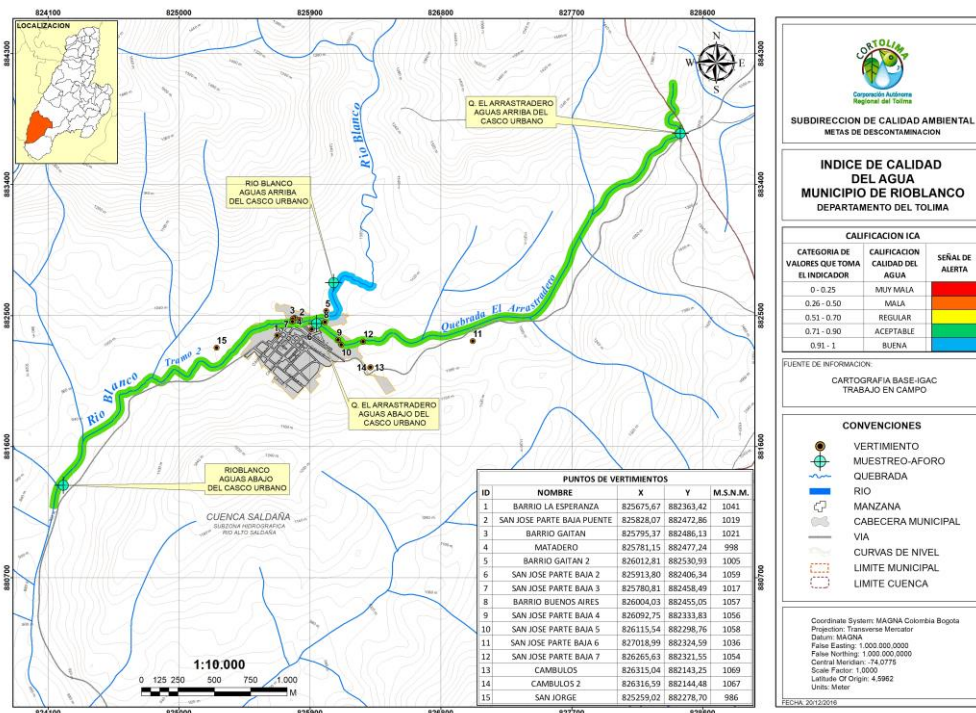 824100 825000 825900 826800 827700 828600
LOCALIZACION
884300
883400
882500
881600
880700
N
W E
S
Q. EL ARRASTRADERO
AGUAS ARRIBA DEL
CASCO URBANO
RIO BLANCO
AGUAS ARRIBA
DEL CASCO URBANO
Rio Blanco
Quebrada El Arrastradero
Rio Blanco
Tramo 2
Q. EL ARRASTRADERO
AGUAS ABAJO DEL
CASCO URBANO
RIOBLANCO
AGUAS ABAJO
DEL CASCO URBANO
CUENCA SALDAÑA
SUBZONA HIDROGRAFICA
RIO ALTO SALDAÑA
1:10.000
0 125 250 500 750 1.000
M
PUNTOS DE VERTIMIENTOS
ID NOMBRE X Y M.S.N.M.
1 BARRIO LA ESPERANZA 825675,67 882363,42 1041
2 SAN JOSE PARTE BAJA PUENTE 825828,07 882472,86 1019
3 BARRIO GAITAN 825795,37 882486,13 1021
4 MATADERO 825781,15 882477,24 998
5 BARRIO GAITAN 2 826012,81 882530,93 1005
6 SAN JOSE PARTE BAJA 2 825913,80 882406,34 1059
7 SAN JOSE PARTE BAJA 3 825780,81 882458,49 1017
8 BARRIO BUENOS AIRES 826004,03 882455,05 1057
9 SAN JOSE PARTE BAJA 4 826092,75 882333,83 1056
10 SAN JOSE PARTE BAJA 5 826115,54 882298,76 1058
11 SAN JOSE PARTE BAJA 6 827018,99 882324,59 1036
12 SAN JOSE PARTE BAJA 7 826265,63 882321,55 1054
13 CAMBULOS 826315,04 882143,25 1069
14 CAMBULOS 2 826316,59 882144,48 1067
15 SAN JORGE 825259,02 882278,70 986
824100 825000 825900 826800 827700 828600
CORTOLIMA
Corporación Autónoma
Regional del Tolima
SUBDIRECCION DE CALIDAD AMBIENTAL
METAS DE DESCONTAMINACION
INDICE DE CALIDAD
DEL AGUA
MUNICIPIO DE RIOBLANCO
DEPARTAMENTO DEL TOLIMA
CALIFICACION ICA
CATEGORIA DE VALORES QUE TOMA EL INDICADOR CALIFICACION CALIDAD DEL AGUA SEÑAL DE ALERTA
0 - 0.25 MUY MALA
0.26 - 0.50 MALA
0.51 - 0.70 REGULAR
0.71 - 0.90 ACEPTABLE
0.91 - 1 BUENA
FUENTE DE INFORMACION:
CARTOGRAFIA BASE-IGAC
TRABAJO EN CAMPO
CONVENCIONES
VERTIMIENTO
MUESTREO-AFORO
QUEBRADA
RIO
MANZANA
CABECERA MUNICIPAL
VIA
CURVAS DE NIVEL
LIMITE MUNICIPAL
LIMITE CUENCA
Coordinate System: MAGNA Colombia Bogota
Projection: Transverse Mercator
Datum: MAGNA
False Easting: 1.000.000,0000
False Northing: 1.000.000,0000
Central Meridian: -74,0775
Scale Factor: 1,0000
Latitude Of Origin: 4,5962
Units: Meter
FECHA: 20/12/2016